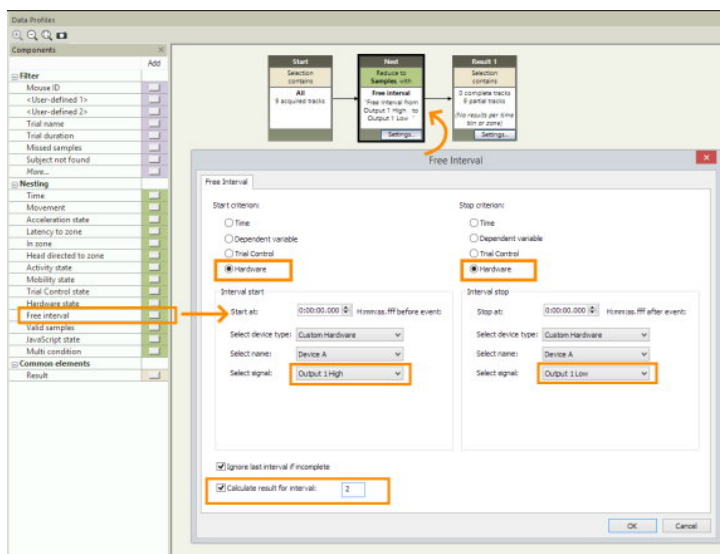 Data Profiles
Components
Add
Filter
Mouse ID
<User-defined 1>
<User-defined 2>
Trial name
Trial duration
Missed samples
Subject not found
More...
Nesting
Time
Movement
Acceleration state
Latency to zone
In zone
Head directed to zone
Activity state
Mobility state
Trial Control state
Hardware state
Free interval
Valid samples
JavaScript state
Multi condition
Common elements
Result
Start
Selection
contains
All
9 acquired tracks
Nest
Reduce to
Samples, with
Free interval
"Free interval from
Output 1 High to
Output 1 Low "
Settings...
Result 1
Selection
contains
0 complete tracks
9 partial tracks
(No results per time
bin or zone)
Settings...
Free Interval
Free Interval
Start criterion:
Time
Dependent variable
Trial Control
Hardware
Interval start
Start at: 0:00:00.000 H:mm:ss.fff before event:
Select device type: Custom Hardware
Select name: Device A
Select signal: Output 1 High
Stop criterion:
Time
Dependent variable
Trial Control
Hardware
Interval stop
Stop at: 0:00:00.000 H:mm:ss.fff after event:
Select device type: Custom Hardware
Select name: Device A
Select signal: Output 1 Low
Ignore last interval if incomplete
Calculate result for interval: 2
OK Cancel